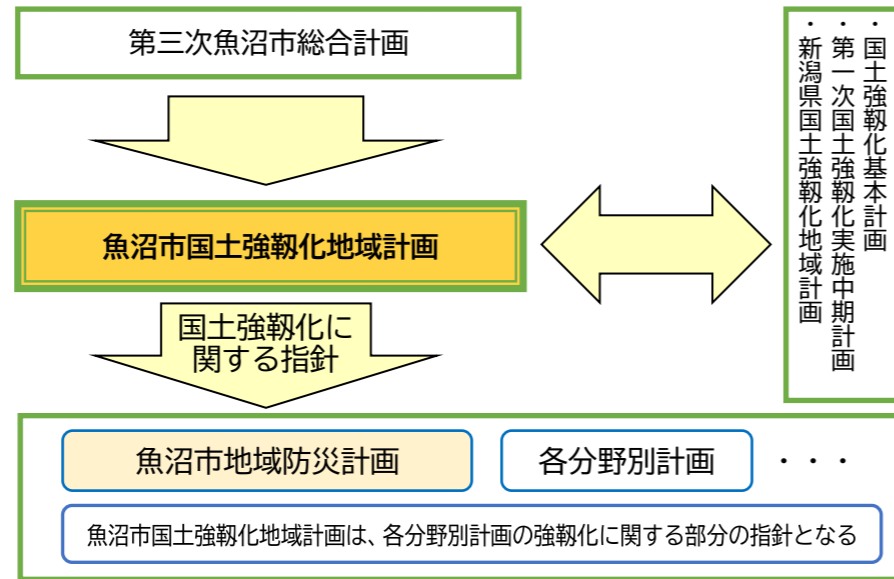 第三次魚沼市総合計画
・国土強靱化基本計画
・第一次国土強靱化実施中期計画
・新潟県国土強靱化地域計画
魚沼市国土強靱化地域計画
国土強靱化に
関する指針
魚沼市地域防災計画
各分野別計画
・・・
魚沼市国土強靱化地域計画は、各分野別計画の強靱化に関する部分の指針となる